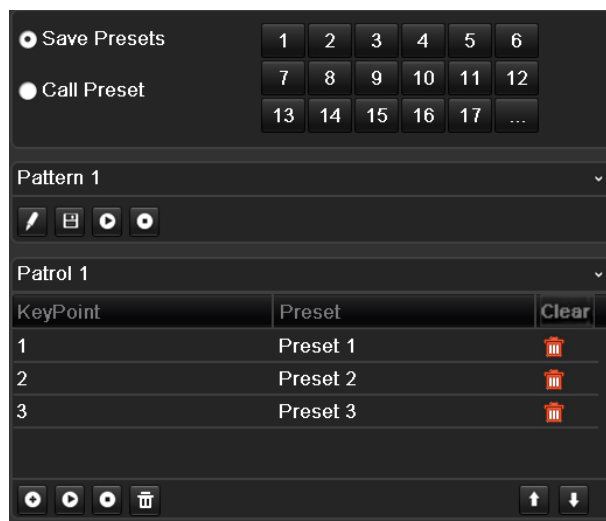 Save Presets
1 2 3 4 5 6
Call Preset
7 8 9 10 11 12
13 14 15 16 17 ...
Pattern 1
Patrol 1
KeyPoint Preset Clear
1 Preset 1
2 Preset 2
3 Preset 3